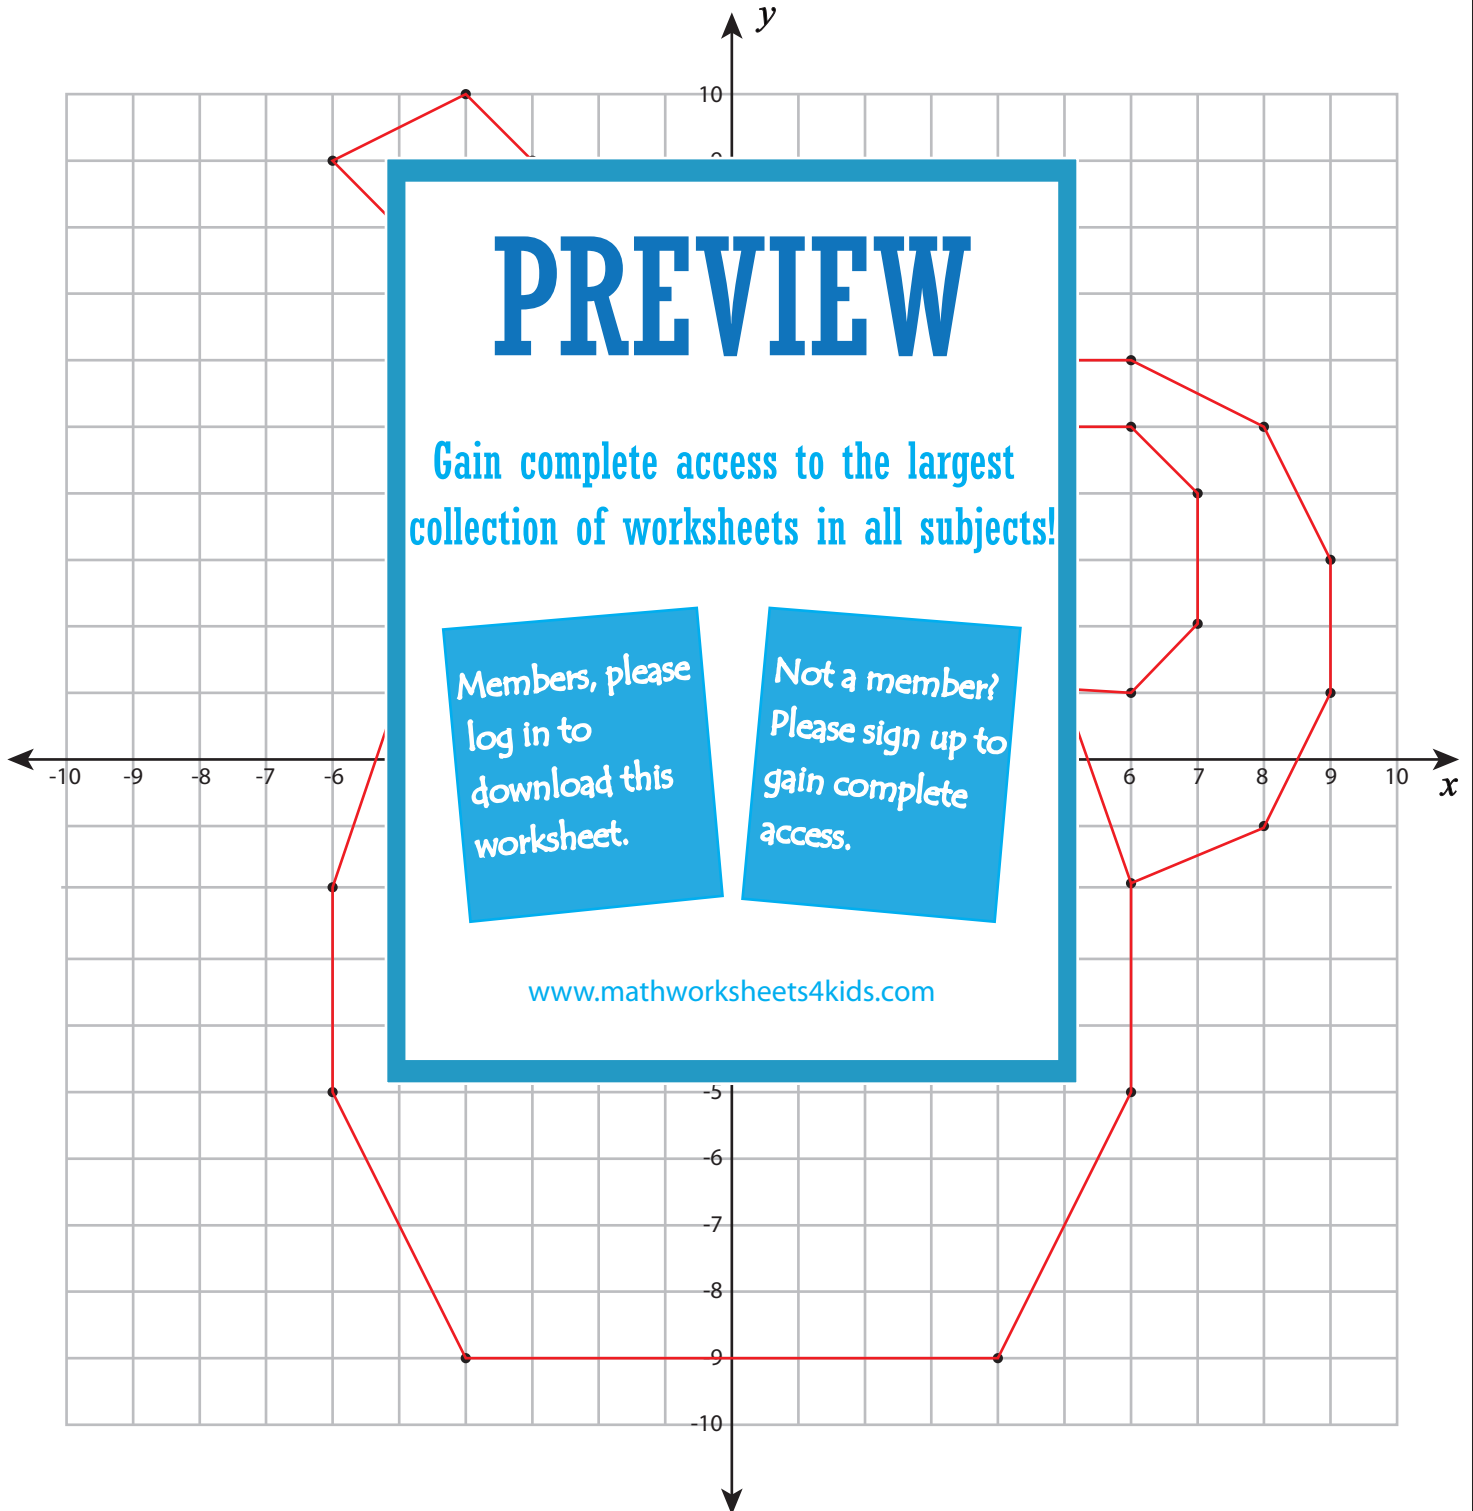 y
10
9
PREVIEW
Gain complete access to the largest
collection of worksheets in all subjects!
Members, please
log in to
download this
worksheet.
Not a member?
Please sign up to
gain complete
access.
-10 -9 -8 -7 -6 6 7 8 9 10
x
www.mathworksheets4kids.com
-5
-6
-7
-8
-9
-10